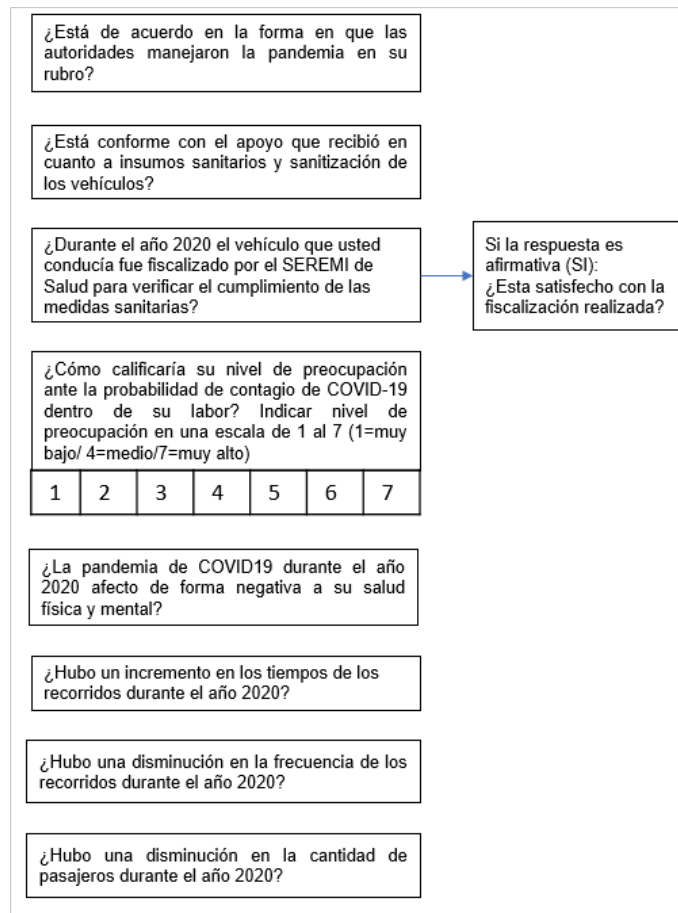 ¿Está de acuerdo en la forma en que las
autoridades manejaron la pandemia en su
rubro?
¿Está conforme con el apoyo que recibió en
cuanto a insumos sanitarios y sanitización de
los vehículos?
¿Durante el año 2020 el vehículo que usted
conducía fue fiscalizado por el SEREMI de
Salud para verificar el cumplimiento de las
medidas sanitarias?
Si la respuesta es
afirmativa (SI):
¿Esta satisfecho con la
fiscalización realizada?
¿Cómo calificaría su nivel de preocupación
ante la probabilidad de contagio de COVID-19
dentro de su labor? Indicar nivel de
preocupación en una escala de 1 al 7 (1=muy
bajo/ 4=medio/7=muy alto)
1 2 3 4 5 6 7
¿La pandemia de COVID19 durante el año
2020 afecto de forma negativa a su salud
física y mental?
¿Hubo un incremento en los tiempos de los
recorridos durante el año 2020?
¿Hubo una disminución en la frecuencia de los
recorridos durante el año 2020?
¿Hubo una disminución en la cantidad de
pasajeros durante el año 2020?